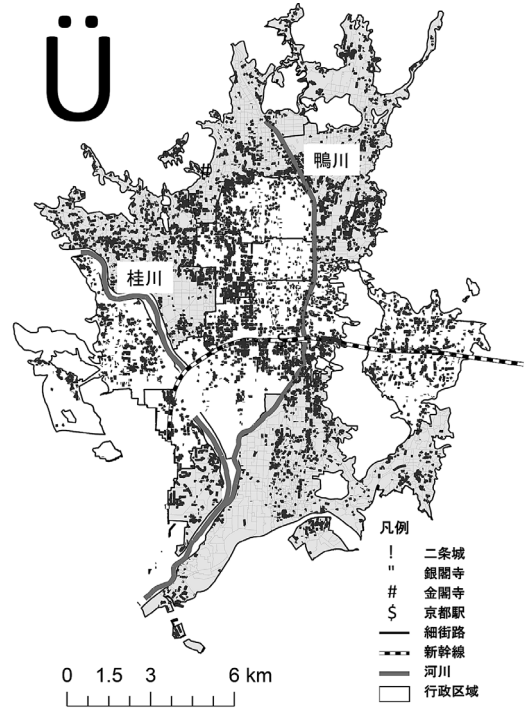 Ü
鴨川
桂川
凡例
! 二条城
" 銀閣寺
# 金閣寺
$ 京都駅
細街路
新幹線
河川
行政区域
0 1.5 3 6 km